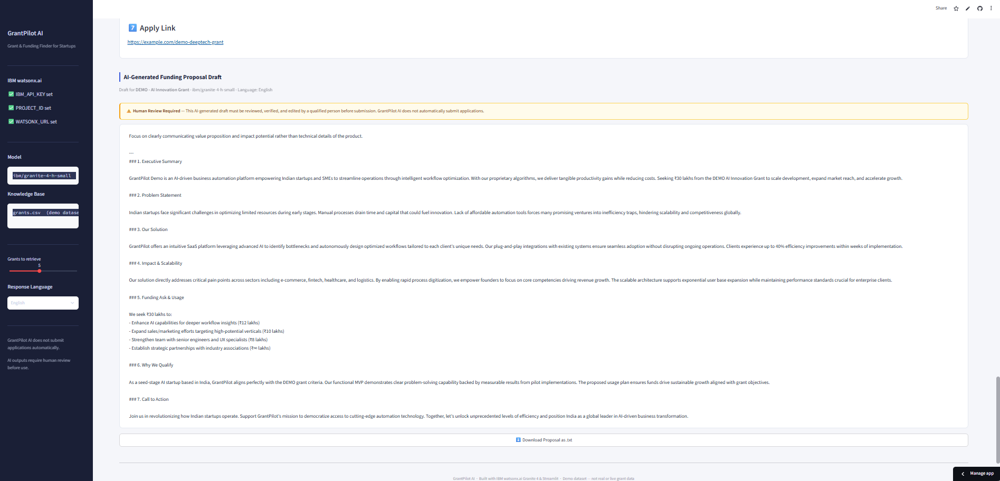 Share
GrantPilot AI
Grant & Funding Finder for Startups
IBM watsonx.ai
✅ IBM_API_KEY set
✅ PROJECT_ID set
✅ WATSONX_URL set
Model
ibm/granite-4-h-small
Knowledge Base
grants.csv (demo datase
Grants to retrieve
5
Response Language
English
GrantPilot AI does not submit
applications automatically.
AI outputs require human review
before use.
7 Apply Link
https://example.com/demo-deeptech-grant
AI-Generated Funding Proposal Draft
Draft for DEMO - AI Innovation Grant · ibm/granite-4-h-small · Language: English
⚠ Human Review Required — This AI-generated draft must be reviewed, verified, and edited by a qualified person before submission. GrantPilot AI does not automatically submit applications.
Focus on clearly communicating value proposition and impact potential rather than technical details of the product.
---
### 1. Executive Summary
GrantPilot Demo is an AI-driven business automation platform empowering Indian startups and SMEs to streamline operations through intelligent workflow optimization. With our proprietary algorithms, we deliver tangible productivity gains while reducing costs. Seeking ₹30 lakhs from the DEMO AI Innovation Grant to scale development, expand market reach, and accelerate growth.
### 2. Problem Statement
Indian startups face significant challenges in optimizing limited resources during early stages. Manual processes drain time and capital that could fuel innovation. Lack of affordable automation tools forces many promising ventures into inefficiency traps, hindering scalability and competitiveness globally.
### 3. Our Solution
GrantPilot offers an intuitive SaaS platform leveraging advanced AI to identify bottlenecks and autonomously design optimized workflows tailored to each client's unique needs. Our plug-and-play integrations with existing systems ensure seamless adoption without disrupting ongoing operations. Clients experience up to 40% efficiency improvements within weeks of implementation.
### 4. Impact & Scalability
Our solution directly addresses critical pain points across sectors including e-commerce, fintech, healthcare, and logistics. By enabling rapid process digitization, we empower founders to focus on core competencies driving revenue growth. The scalable architecture supports exponential user base expansion while maintaining performance standards crucial for enterprise clients.
### 5. Funding Ask & Usage
We seek ₹30 lakhs to:
- Enhance AI capabilities for deeper workflow insights (₹12 lakhs)
- Expand sales/marketing efforts targeting high-potential verticals (₹10 lakhs)
- Strengthen team with senior engineers and UX specialists (₹8 lakhs)
- Establish strategic partnerships with industry associations (₹∞ lakhs)
### 6. Why We Qualify
As a seed-stage AI startup based in India, GrantPilot aligns perfectly with the DEMO grant criteria. Our functional MVP demonstrates clear problem-solving capability backed by measurable results from pilot implementations. The proposed usage plan ensures funds drive sustainable growth aligned with grant objectives.
### 7. Call to Action
Join us in revolutionizing how Indian startups operate. Support GrantPilot's mission to democratize access to cutting-edge automation technology. Together, let's unlock unprecedented levels of efficiency and position India as a global leader in AI-driven business transformation.
Download Proposal as .txt
GrantPilot AI · Built with IBM watsonx.ai Granite 4 & Streamlit · Demo dataset — not real or live grant data
Manage app